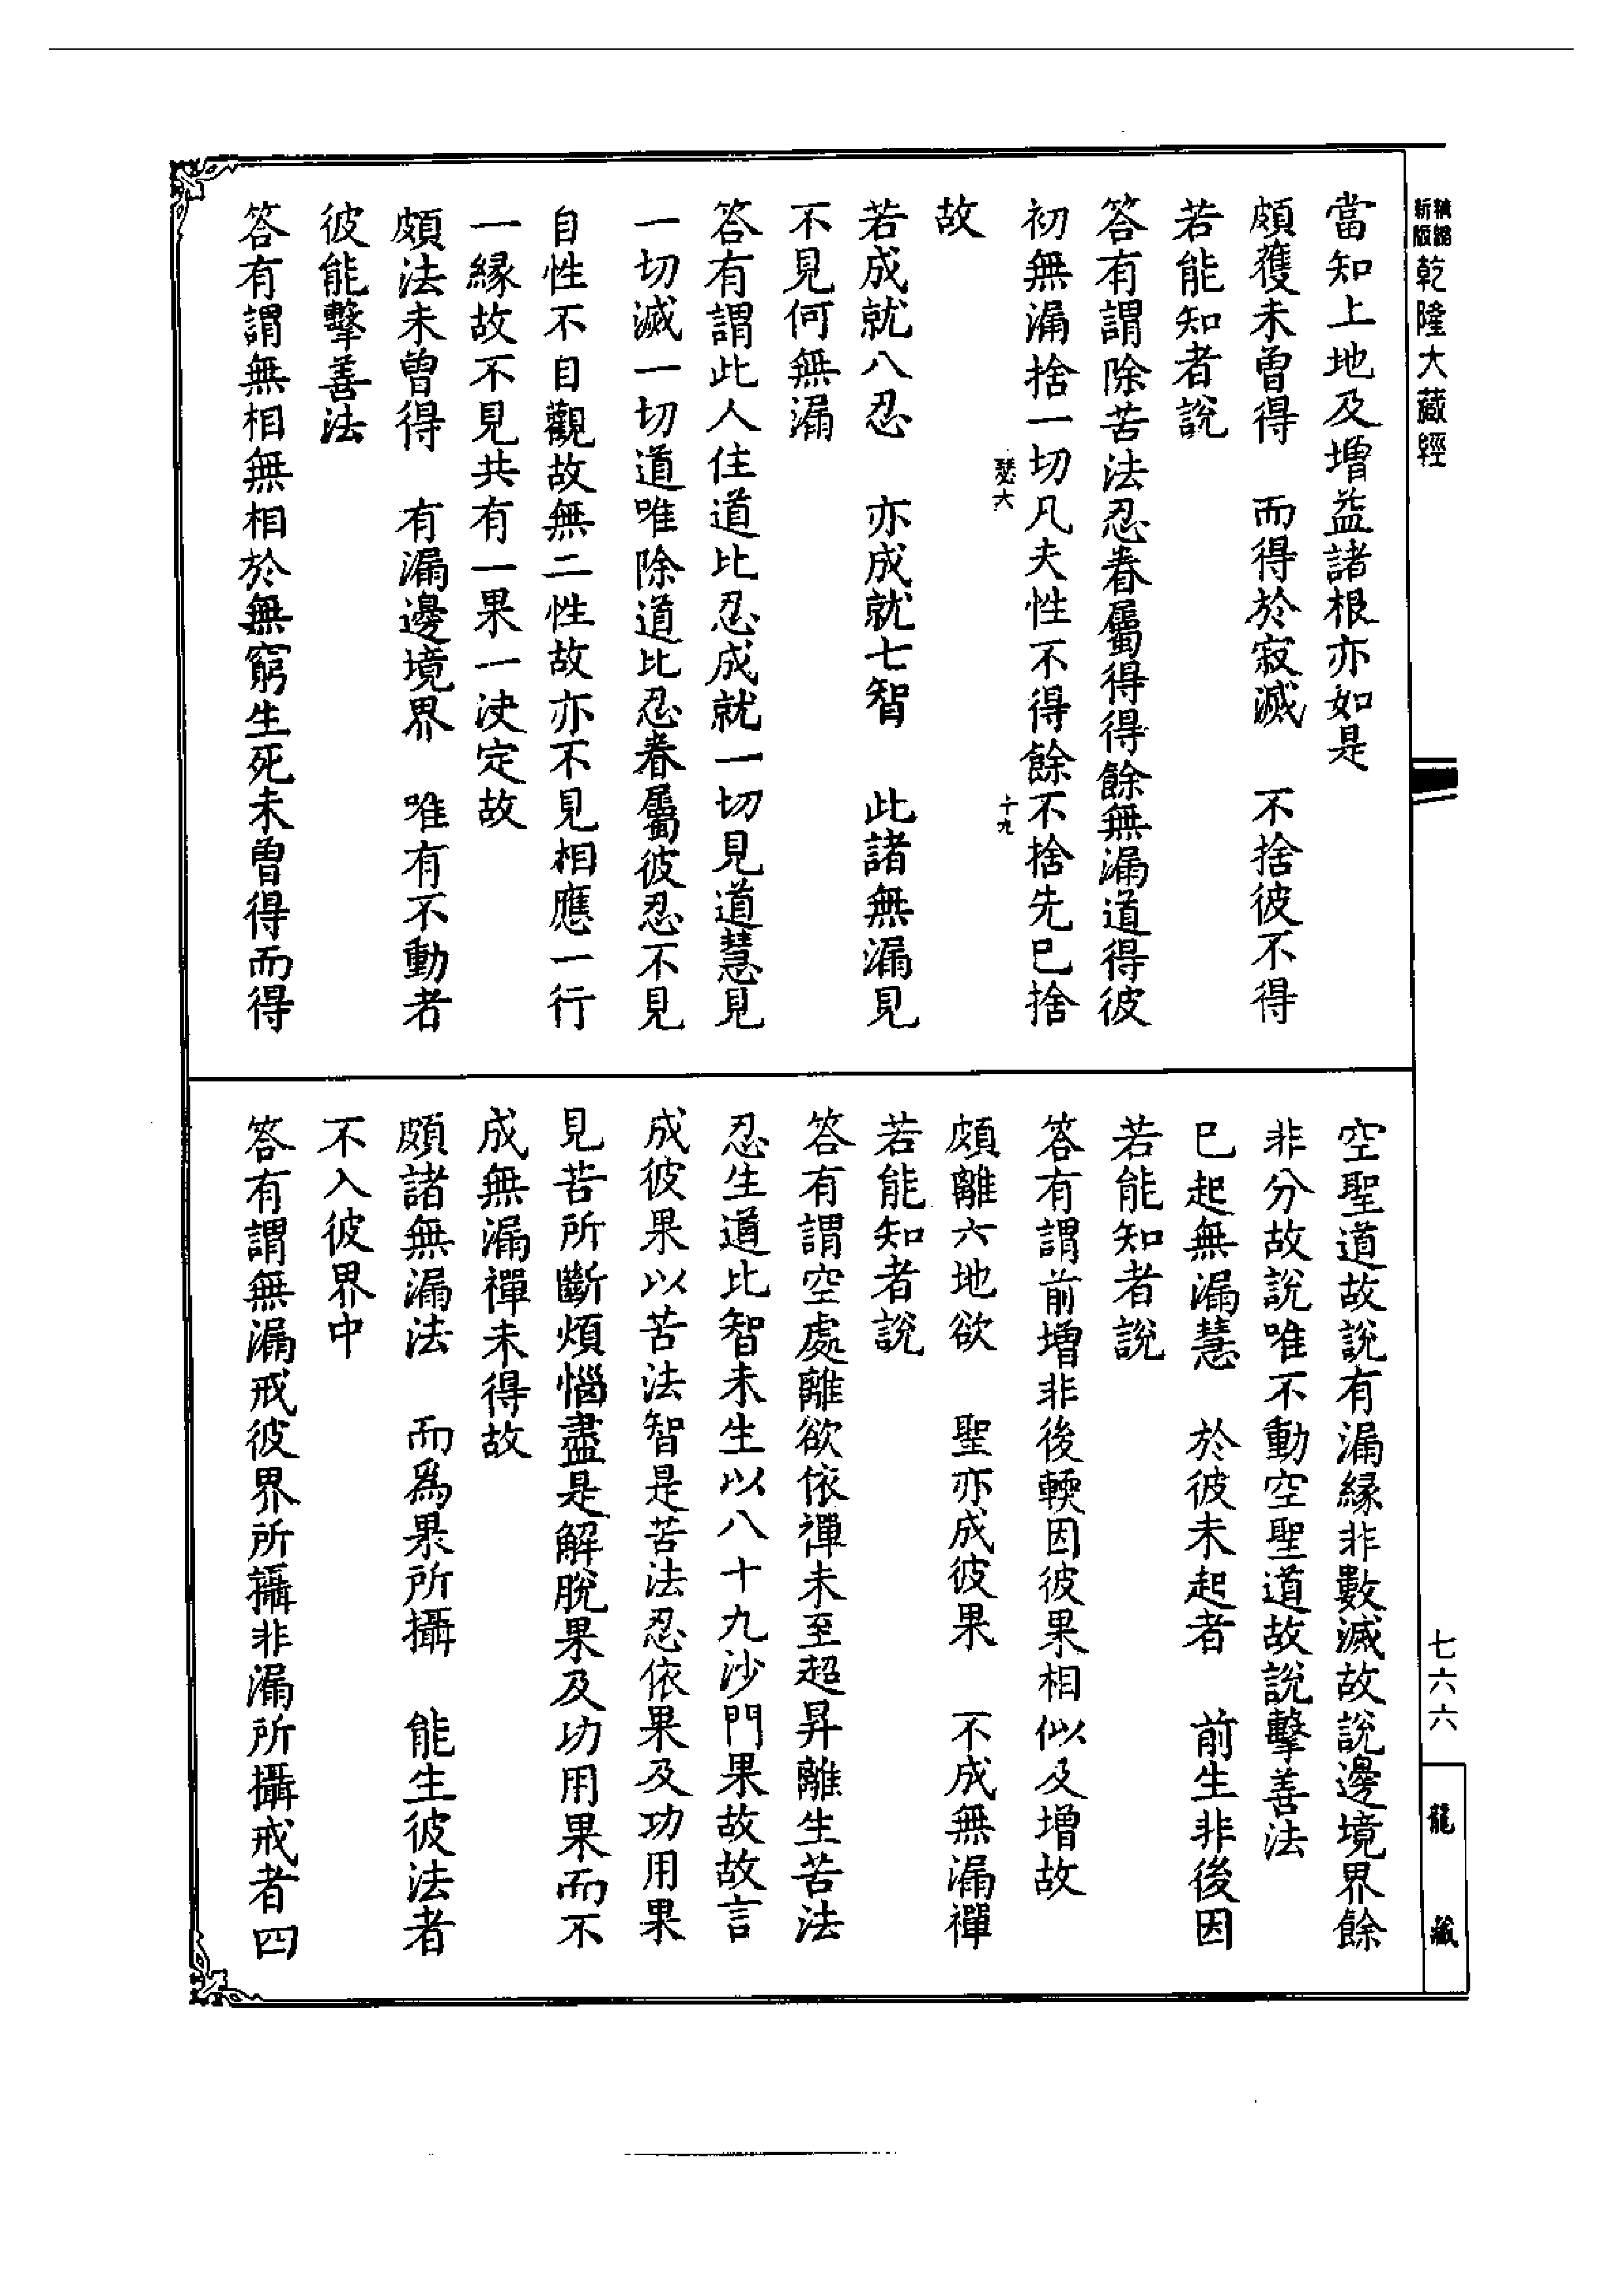 新版精縮乾隆大藏經
當知上地及增益諸根亦如是
頗獲未曾得　而得於寂滅　不捨彼不得
若能知者說
答有謂除苦法忍眷屬得得餘無漏道得彼
初無漏捨一切凡夫性不得餘不捨先已捨
瑟六　十九
故
若成就八忍　亦成就七智　此諸無漏見
不見何無漏
答有謂此人住道比忍成就一切見道慧見
一切滅一切道唯除道比忍眷屬彼忍不見
自性不自觀故無二性故亦不見相應一行
一緣故不見共有一果一決定故
頗法未曾得　有漏邊境界　唯有不動者
彼能擊善法
答有謂無相無相於無窮生死未曾得而得
空聖道故說有漏緣非數滅故說邊境界餘
非分故說唯不動空聖道故說擊善法
已起無漏慧　於彼未起者　前生非後因
若能知者說
答有謂前增非後輭因彼果相似及增故
頗離六地欲　聖亦成彼果　不成無漏禪
若能知者說
答有謂空處離欲依禪未至超昇離生苦法
忍生道比智未生以八十九沙門果故故言
成彼果以苦法智是苦法忍依果及功用果
見苦所斷煩惱盡是解脫果及功用果而不
成無漏禪未得故
頗諸無漏法　而為果所攝　能生彼法者
不入彼界中
答有謂無漏戒彼界所攝非漏所攝戒者四
七六六
龍　藏